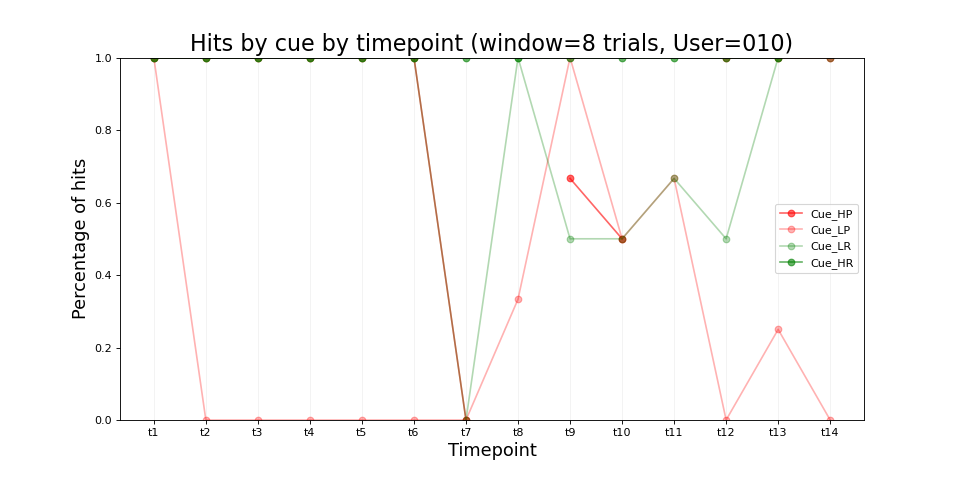 Hits by cue by timepoint (window=8 trials, User=010)
Percentage of hits
1.0
0.8
0.6
0.4
0.2
0.0
t1 t2 t3 t4 t5 t6 t7 t8 t9 t10 t11 t12 t13 t14
Timepoint
Cue_HP
Cue_LP
Cue_LR
Cue_HR